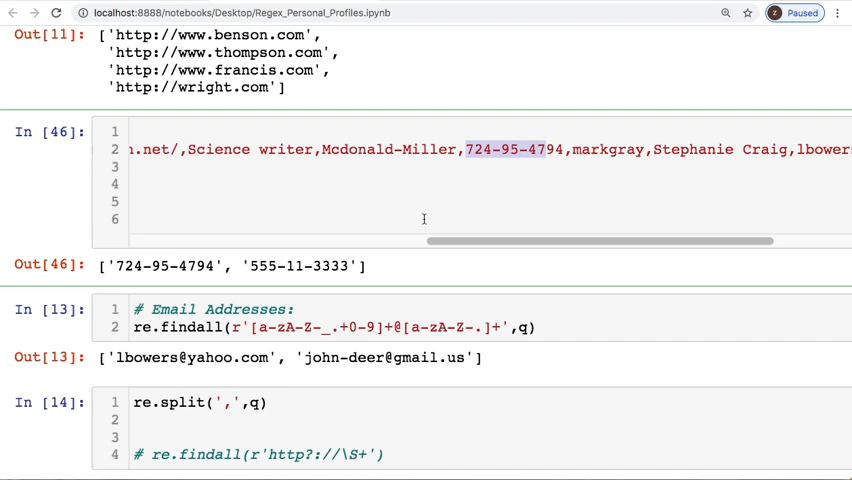 localhost:8888/notebooks/Desktop/Regex_Personal_Profiles.ipynb
Z Paused
Out[11]: ['http://www.benson.com',
'http://www.thompson.com',
'http://www.francis.com',
'http://wright.com']
In [46]: 1
2 n.net/,Science writer,Mcdonald-Miller,724-95-4794,markgray,Stephanie Craig,lbowers
3
4
5
6
Out[46]: ['724-95-4794', '555-11-3333']
In [13]: 1 # Email Addresses:
2 re.findall(r'[a-zA-Z-_.+0-9]+@[a-zA-Z-.]+',q)
Out[13]: ['lbowers@yahoo.com', 'john-deer@gmail.us']
In [14]: 1 re.split(',',q)
2
3
4 # re.findall(r'http?://\S+')